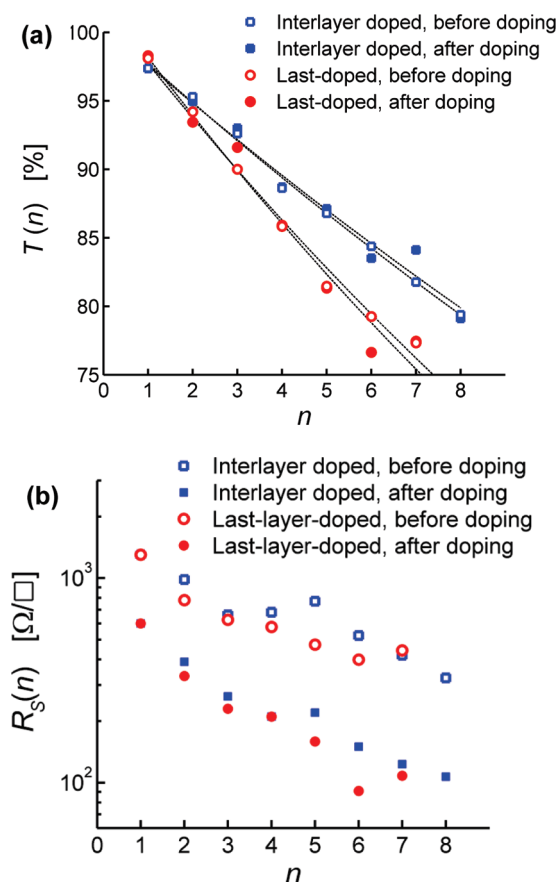 (a)
Interlayer doped, before doping
Interlayer doped, after doping
Last-doped, before doping
Last-doped, after doping
100
95
90
85
80
75
T(n) [%]
0 1 2 3 4 5 6 7 8
n
(b)
Interlayer doped, before doping
Interlayer doped, after doping
Last-layer-doped, before doping
Last-layer-doped, after doping
10³
10²
R_S(n) [Ω/□]
0 1 2 3 4 5 6 7 8
n